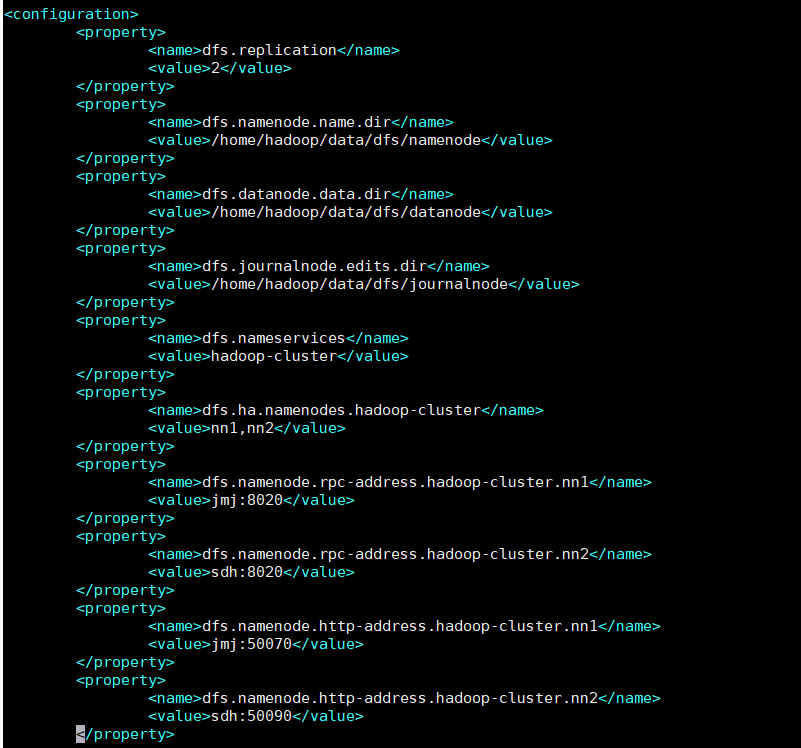 <configuration>
<property>
<name>dfs.replication</name>
<value>2</value>
</property>
<property>
<name>dfs.namenode.name.dir</name>
<value>/home/hadoop/data/dfs/namenode</value>
</property>
<property>
<name>dfs.datanode.data.dir</name>
<value>/home/hadoop/data/dfs/datanode</value>
</property>
<property>
<name>dfs.journalnode.edits.dir</name>
<value>/home/hadoop/data/dfs/journalnode</value>
</property>
<property>
<name>dfs.nameservices</name>
<value>hadoop-cluster</value>
</property>
<property>
<name>dfs.ha.namenodes.hadoop-cluster</name>
<value>nn1,nn2</value>
</property>
<property>
<name>dfs.namenode.rpc-address.hadoop-cluster.nn1</name>
<value>jmj:8020</value>
</property>
<property>
<name>dfs.namenode.rpc-address.hadoop-cluster.nn2</name>
<value>sdh:8020</value>
</property>
<property>
<name>dfs.namenode.http-address.hadoop-cluster.nn1</name>
<value>jmj:50070</value>
</property>
<property>
<name>dfs.namenode.http-address.hadoop-cluster.nn2</name>
<value>sdh:50090</value>
</property>